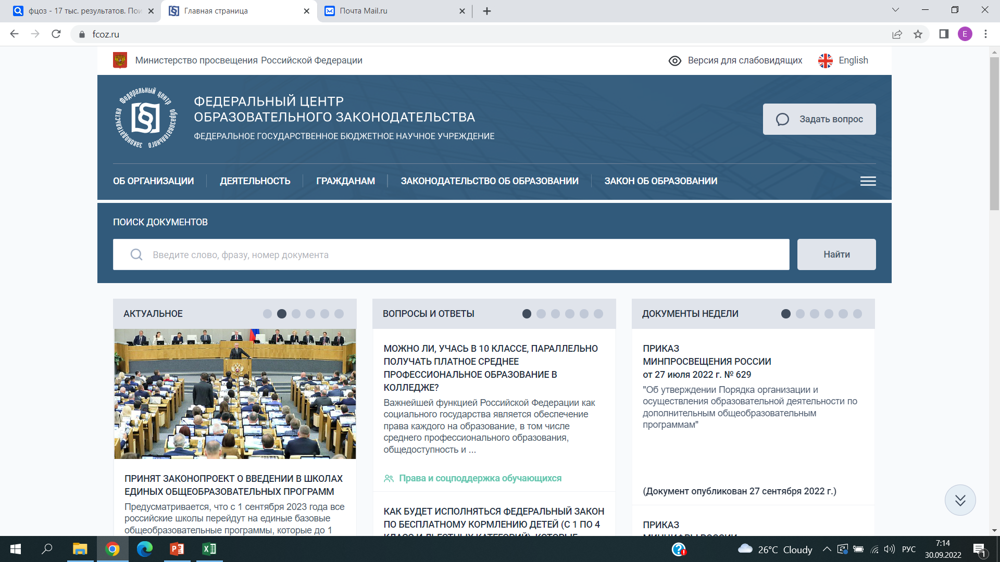 фцоз - 17 тыс. результатов. Пои
Главная страница
Почта Mail.ru
fcoz.ru
E
Министерство просвещения Российской Федерации
Версия для слабовидящих
English
Федеральный центр образовательного законодательства
ФЕДЕРАЛЬНЫЙ ЦЕНТР
ОБРАЗОВАТЕЛЬНОГО ЗАКОНОДАТЕЛЬСТВА
ФЕДЕРАЛЬНОЕ ГОСУДАРСТВЕННОЕ БЮДЖЕТНОЕ НАУЧНОЕ УЧРЕЖДЕНИЕ
Задать вопрос
ОБ ОРГАНИЗАЦИИ
ДЕЯТЕЛЬНОСТЬ
ГРАЖДАНАМ
ЗАКОНОДАТЕЛЬСТВО ОБ ОБРАЗОВАНИИ
ЗАКОН ОБ ОБРАЗОВАНИИ
ПОИСК ДОКУМЕНТОВ
Введите слово, фразу, номер документа
Найти
АКТУАЛЬНОЕ
ПРИНЯТ ЗАКОНОПРОЕКТ О ВВЕДЕНИИ В ШКОЛАХ
ЕДИНЫХ ОБЩЕОБРАЗОВАТЕЛЬНЫХ ПРОГРАММ
Предусматривается, что с 1 сентября 2023 года все
российские школы перейдут на единые базовые
общеобразовательные программы, которые до 1
ВОПРОСЫ И ОТВЕТЫ
МОЖНО ЛИ, УЧАСЬ В 10 КЛАССЕ, ПАРАЛЛЕЛЬНО
ПОЛУЧАТЬ ПЛАТНОЕ СРЕДНЕЕ
ПРОФЕССИОНАЛЬНОЕ ОБРАЗОВАНИЕ В
КОЛЛЕДЖЕ?
Важнейшей функцией Российской Федерации как
социального государства является обеспечение
права каждого на образование, в том числе
среднего профессионального образования,
общедоступность и ...
Права и соцподдержка обучающихся
КАК БУДЕТ ИСПОЛНЯТЬСЯ ФЕДЕРАЛЬНЫЙ ЗАКОН
ПО БЕСПЛАТНОМУ КОРМЛЕНИЮ ДЕТЕЙ (С 1 ПО 4
КЛАСС И ЛЬГОТНЫХ КАТЕГОРИЙ), КОТОРЫЕ
ДОКУМЕНТЫ НЕДЕЛИ
ПРИКАЗ
МИНПРОСВЕЩЕНИЯ РОССИИ
от 27 июля 2022 г. № 629
"Об утверждении Порядка организации и
осуществления образовательной деятельности по
дополнительным общеобразовательным
программам"
(Документ опубликован 27 сентября 2022 г.)
ПРИКАЗ
МИНЦИФРЫ РОССИИ
26°C Cloudy
РУС
7:14
30.09.2022
1